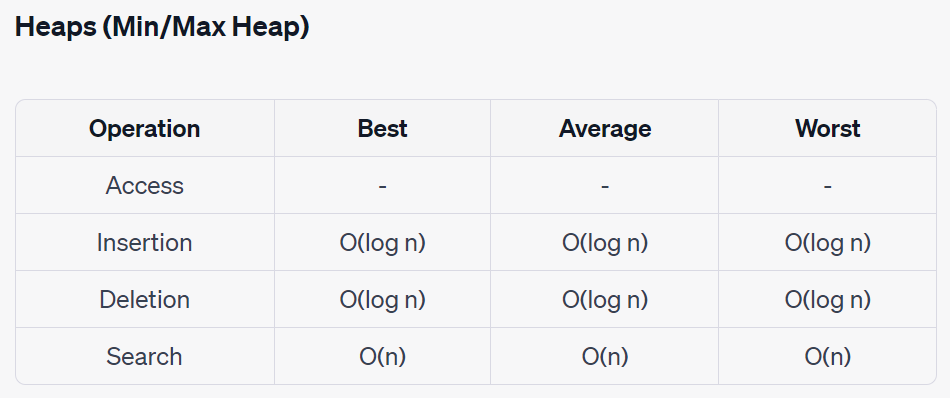 Heaps (Min/Max Heap)
Operation Best Average Worst
Access - - -
Insertion O(log n) O(log n) O(log n)
Deletion O(log n) O(log n) O(log n)
Search O(n) O(n) O(n)